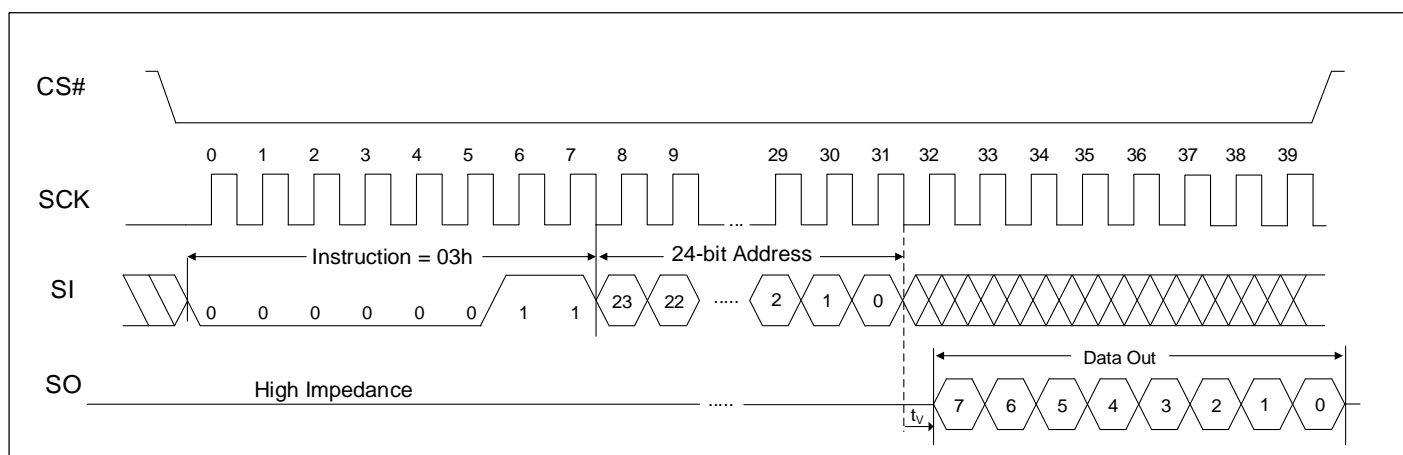 CS#
0 1 2 3 4 5 6 7 8 9 29 30 31 32 33 34 35 36 37 38 39
SCK
...
Instruction = 03h 24-bit Address
SI
0 0 0 0 0 0 1 1 23 22 ..... 2 1 0
Data Out
SO
High Impedance ..... 7 6 5 4 3 2 1 0
tV